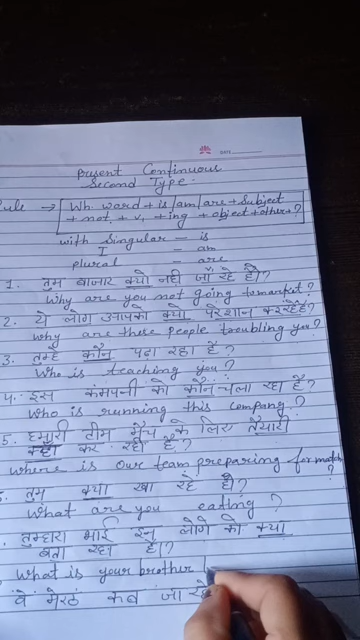 DATE
Present Continuous
Second Type
Rule → Wh word + is/am/are + Subject
+ not + v₁ + ing + object + other + ?
with Singular – is
I – am
plural – are
1. तुम बाजार क्यो नही जा रहे हो?
Why are you not going to market?
2. ये लोग आपको क्यो परेशान कर रहे है?
Why are these people troubling you?
3. तुम्हे कौन पढा रहा है?
Who is teaching you?
4. इस कंमपनी को कौन चला रहा है?
Who is running this company?
5. हमारी टीम मैच के लिए तैयारी
कहाँ कर रही है?
where is our team preparing for match
?
तुम क्या खा रहे हो?
What are you eating?
तुम्हारा भाई इन लोगो को क्या
बता रहा है?
What is your brother
वे मेरठ कब जा रहे